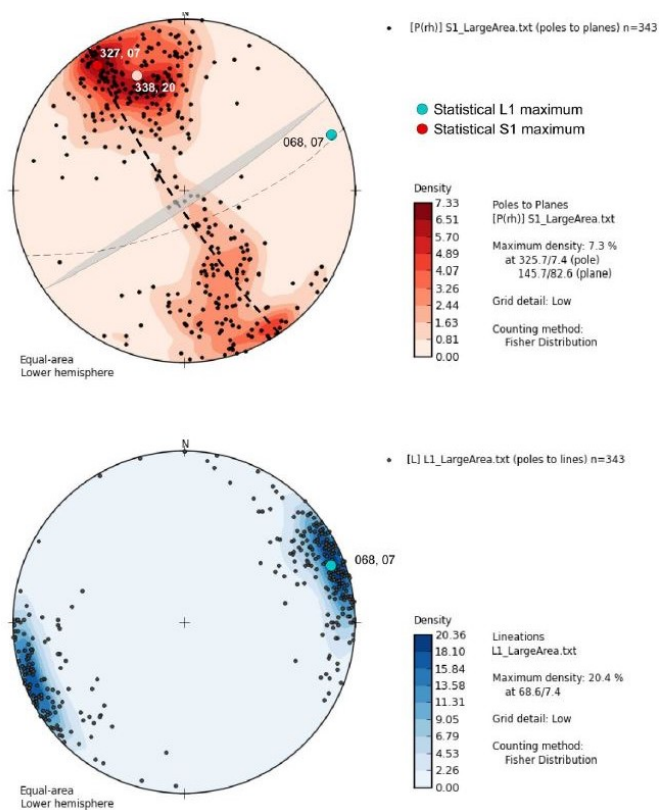 N
[P(rh)] S1_LargeArea.txt (poles to planes) n=343
327, 07
338, 20
068, 07
Statistical L1 maximum
Statistical S1 maximum
Density
7.33
6.51
5.70
4.89
4.07
3.26
2.44
1.63
0.81
0.00
Poles to Planes
[P(rh)] S1_LargeArea.txt
Maximum density: 7.3 %
at 325.7/7.4 (pole)
145.7/82.6 (plane)
Grid detail: Low
Counting method:
Fisher Distribution
Equal-area
Lower hemisphere
N
[L] L1_LargeArea.txt (poles to lines) n=343
068, 07
Density
20.36
18.10
15.84
13.58
11.31
9.05
6.79
4.53
2.26
0.00
Lineations
L1_LargeArea.txt
Maximum density: 20.4 %
at 68.6/7.4
Grid detail: Low
Counting method:
Fisher Distribution
Equal-area
Lower hemisphere